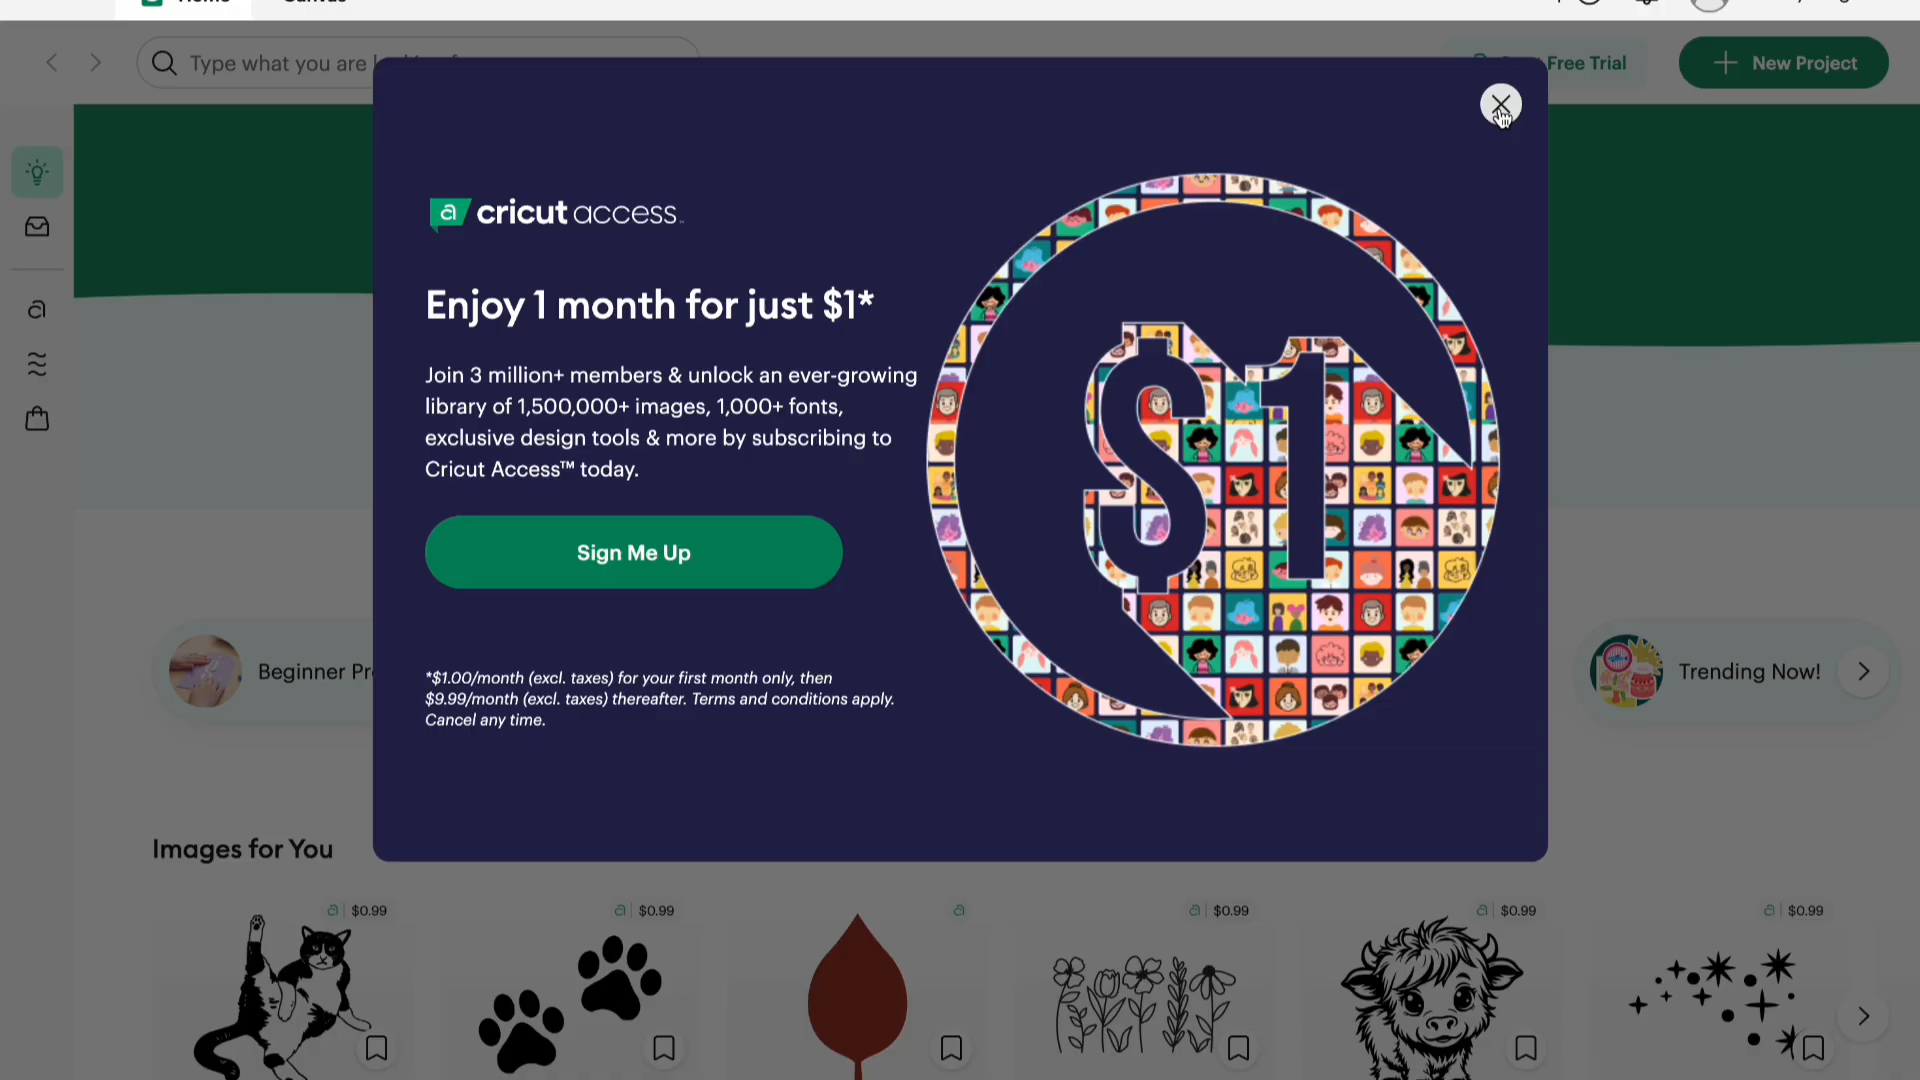 Type what you are
Free Trial
New Project
cricut access
Enjoy 1 month for just $1*
Join 3 million+ members & unlock an ever-growing
library of 1,500,000+ images, 1,000+ fonts,
exclusive design tools & more by subscribing to
Cricut Access™ today.
Sign Me Up
$1
*$1.00/month (excl. taxes) for your first month only, then
$9.99/month (excl. taxes) thereafter. Terms and conditions apply.
Cancel any time.
Beginner
Trending Now!
Images for You
$0.99
$0.99
$0.99
$0.99
$0.99